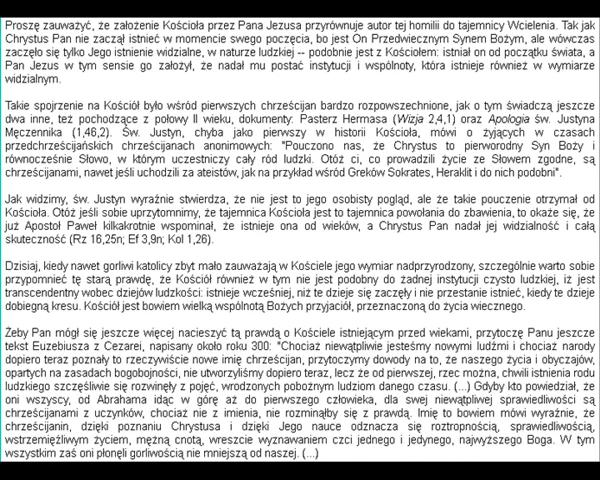 Proszę zauważyć, że założenie Kościoła przez Pana Jezusa przyrównuje autor tej homilii do tajemnicy Wcielenia. Tak jak
Chrystus Pan nie zaczął istnieć w momencie swego poczęcia, bo jest On Przedwiecznym Synem Bożym, ale wówczas
zaczęło się tylko Jego istnienie widzialne, w naturze ludzkiej -- podobnie jest z Kościołem: istniał on od początku świata, a
Pan Jezus w tym sensie go założył, że nadał mu postać instytucji i wspólnoty, która istnieje również w wymiarze
widzialnym.

Takie spojrzenie na Kościół było wśród pierwszych chrześcijan bardzo rozpowszechnione, jak o tym świadczą jeszcze
dwa inne, też pochodzące z połowy II wieku, dokumenty: Pasterz Hermasa (Wizja 2,4,1) oraz Apologia św. Justyna
Męczennika (1,46,2). Św. Justyn, chyba jako pierwszy w historii Kościoła, mówi o żyjących w czasach
przedchrześcijańskich chrześcijanach anonimowych: "Pouczono nas, że Chrystus to pierworodny Syn Boży i
równocześnie Słowo, w którym uczestniczy cały ród ludzki. Otóż ci, co prowadzili życie ze Słowem zgodne, są
chrześcijanami, nawet jeśli uchodzili za ateistów, jak na przykład wśród Greków Sokrates, Heraklit i do nich podobni".

Jak widzimy, św. Justyn wyraźnie stwierdza, że nie jest to jego osobisty pogląd, ale że takie pouczenie otrzymał od
Kościoła. Otóż jeśli sobie uprzytomnimy, że tajemnica Kościoła jest to tajemnica powołania do zbawienia, to okaże się, że
już Apostoł Paweł kilkakrotnie wspominał, że istnieje ona od wieków, a Chrystus Pan nadał jej widzialność i całą
skuteczność (Rz 16,25n; Ef 3,9n; Kol 1,26).

Dzisiaj, kiedy nawet gorliwi katolicy zbyt mało zauważają w Kościele jego wymiar nadprzyrodzony, szczególnie warto sobie
przypomnieć tę starą prawdę, że Kościół również w tym nie jest podobny do żadnej instytucji czysto ludzkiej, iż jest
transcendentny wobec dziejów ludzkości: istnieje wcześniej, niż te dzieje się zaczęły i nie przestanie istnieć, kiedy te dzieje
dobiegną kresu. Kościół jest bowiem wielką wspólnotą Bożych przyjaciół, przeznaczoną do życia wiecznego.

Żeby Pan mógł się jeszcze więcej nacieszyć tą prawdą o Kościele istniejącym przed wiekami, przytoczę Panu jeszcze
tekst Euzebiusza z Cezarei, napisany około roku 300: "Chociaż niewątpliwie jesteśmy nowymi ludźmi i chociaż narody
dopiero teraz poznały to rzeczywiście nowe imię chrześcijan, przytoczymy dowody na to, że naszego życia i obyczajów,
opartych na zasadach bogobojności, nie utworzyliśmy dopiero teraz, lecz że od pierwszej, rzec można, chwili istnienia rodu
ludzkiego szczęśliwie się rozwinęły z pojęć, wrodzonych pobożnym ludziom danego czasu. (...) Gdyby kto powiedział, że
oni wszyscy, od Abrahama idąc w górę aż do pierwszego człowieka, dla swej niewątpliwej sprawiedliwości są
chrześcijanami z uczynków, chociaż nie z imienia, nie rozminąłby się z prawdą. Imię to bowiem mówi wyraźnie, że
chrześcijanin, dzięki poznaniu Chrystusa i dzięki Jego nauce odznacza się roztropnością, sprawiedliwością,
wstrzemięźliwym życiem, mężną cnotą, wreszcie wyznawaniem czci jednego i jedynego, najwyższego Boga. W tym
wszystkim zaś oni płonęli gorliwością nie mniejszą od naszej. (...)